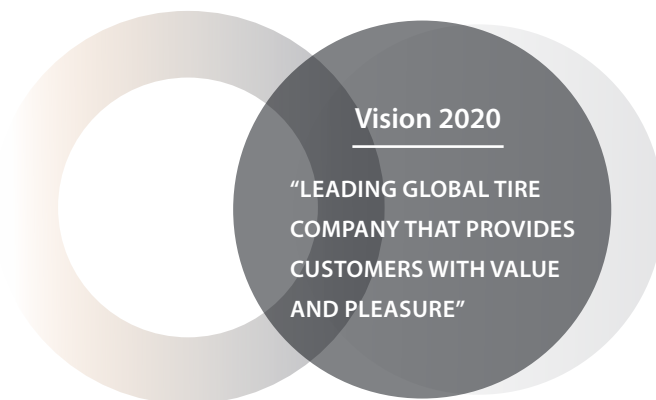 Vision 2020
“LEADING GLOBAL TIRE
COMPANY THAT PROVIDES
CUSTOMERS WITH VALUE
AND PLEASURE”